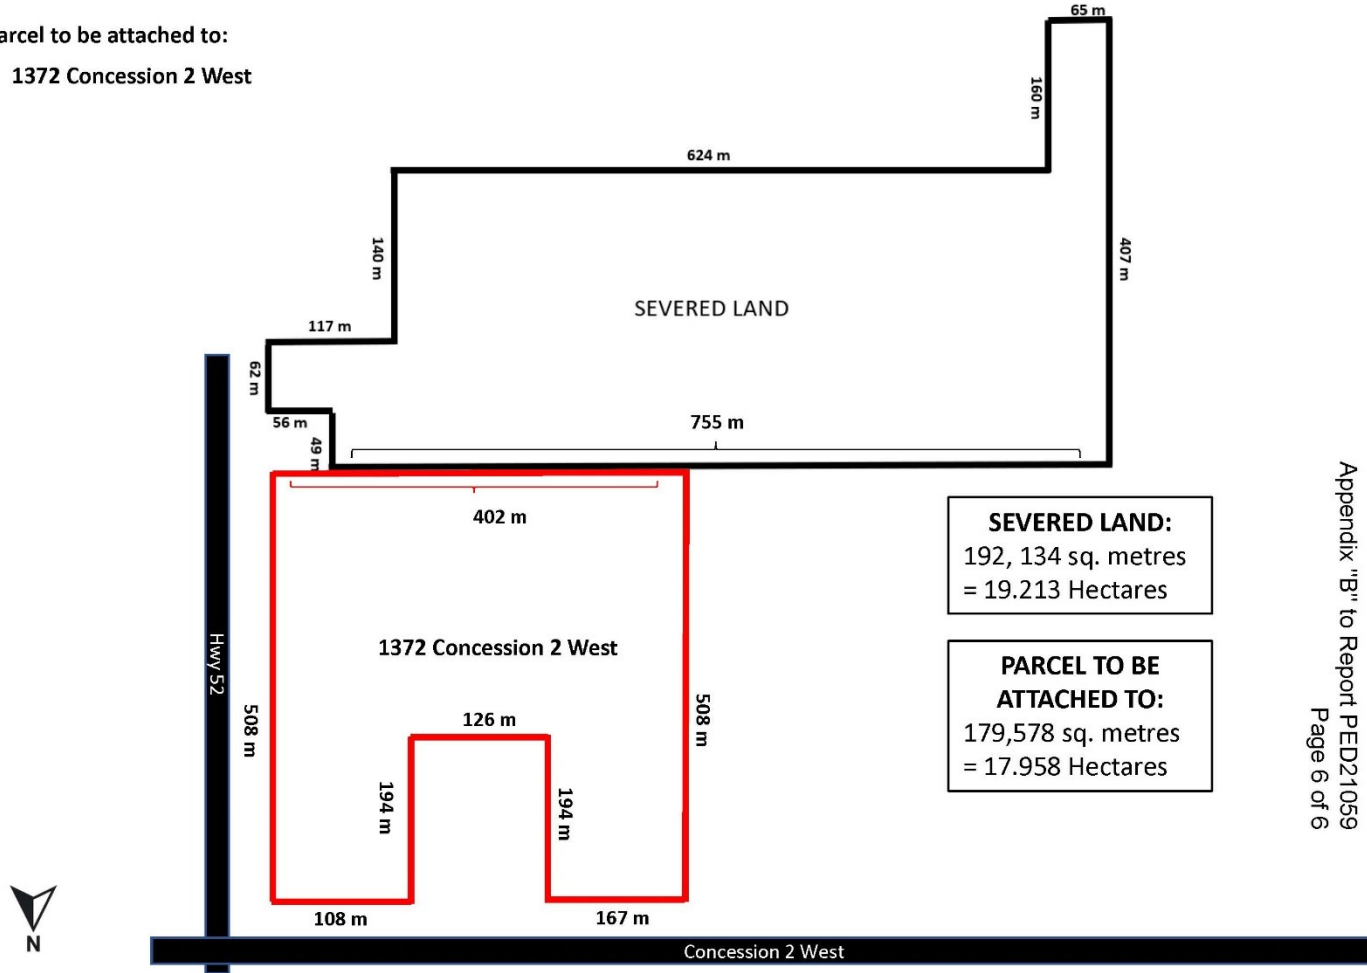 arcel to be attached to:
1372 Concession 2 West
65 m
160 m
624 m
140 m
407 m
SEVERED LAND
117 m
62 m
56 m
49 m
755 m
402 m
1372 Concession 2 West
Hwy 52
508 m
508 m
126 m
194 m
194 m
108 m
167 m
SEVERED LAND:
192, 134 sq. metres
= 19.213 Hectares
PARCEL TO BE
ATTACHED TO:
179,578 sq. metres
= 17.958 Hectares
Appendix "B" to Report PED21059
Page 6 of 6
N
Concession 2 West